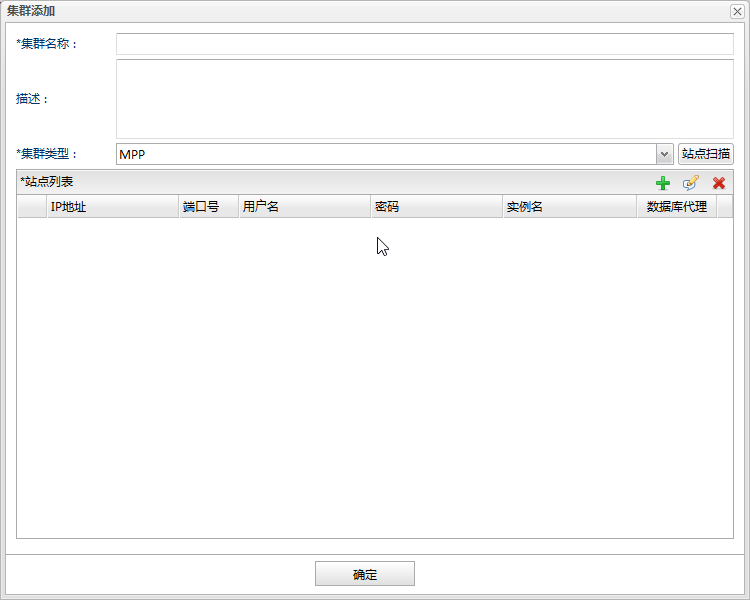 集群添加
*集群名称：
描述：
*集群类型： MPP 站点扫描
*站点列表
IP地址 端口号 用户名 密码 实例名 数据库代理
确定